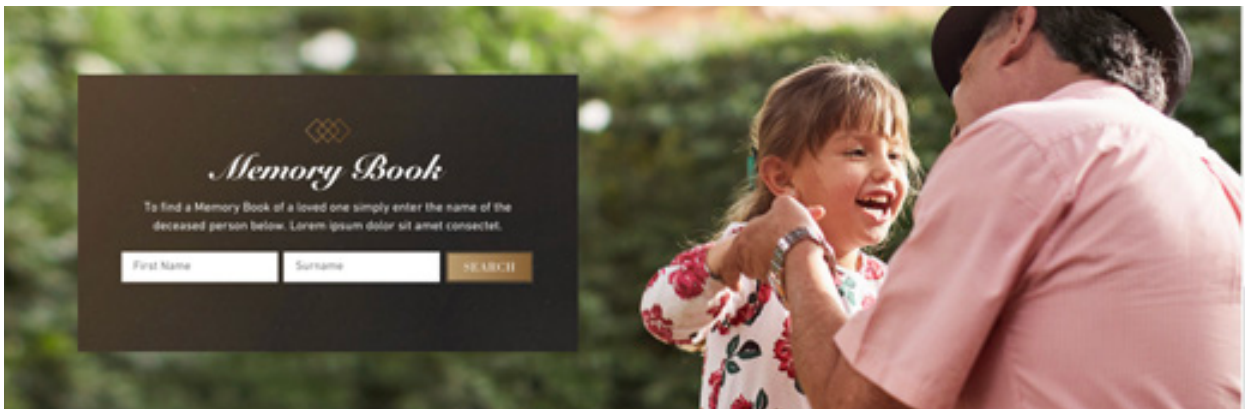 Memory Book
To find a Memory Book of a loved one simply enter the name of the
deceased person below. Lorem ipsum dolor sit amet consectet.
First Name Surname SEARCH